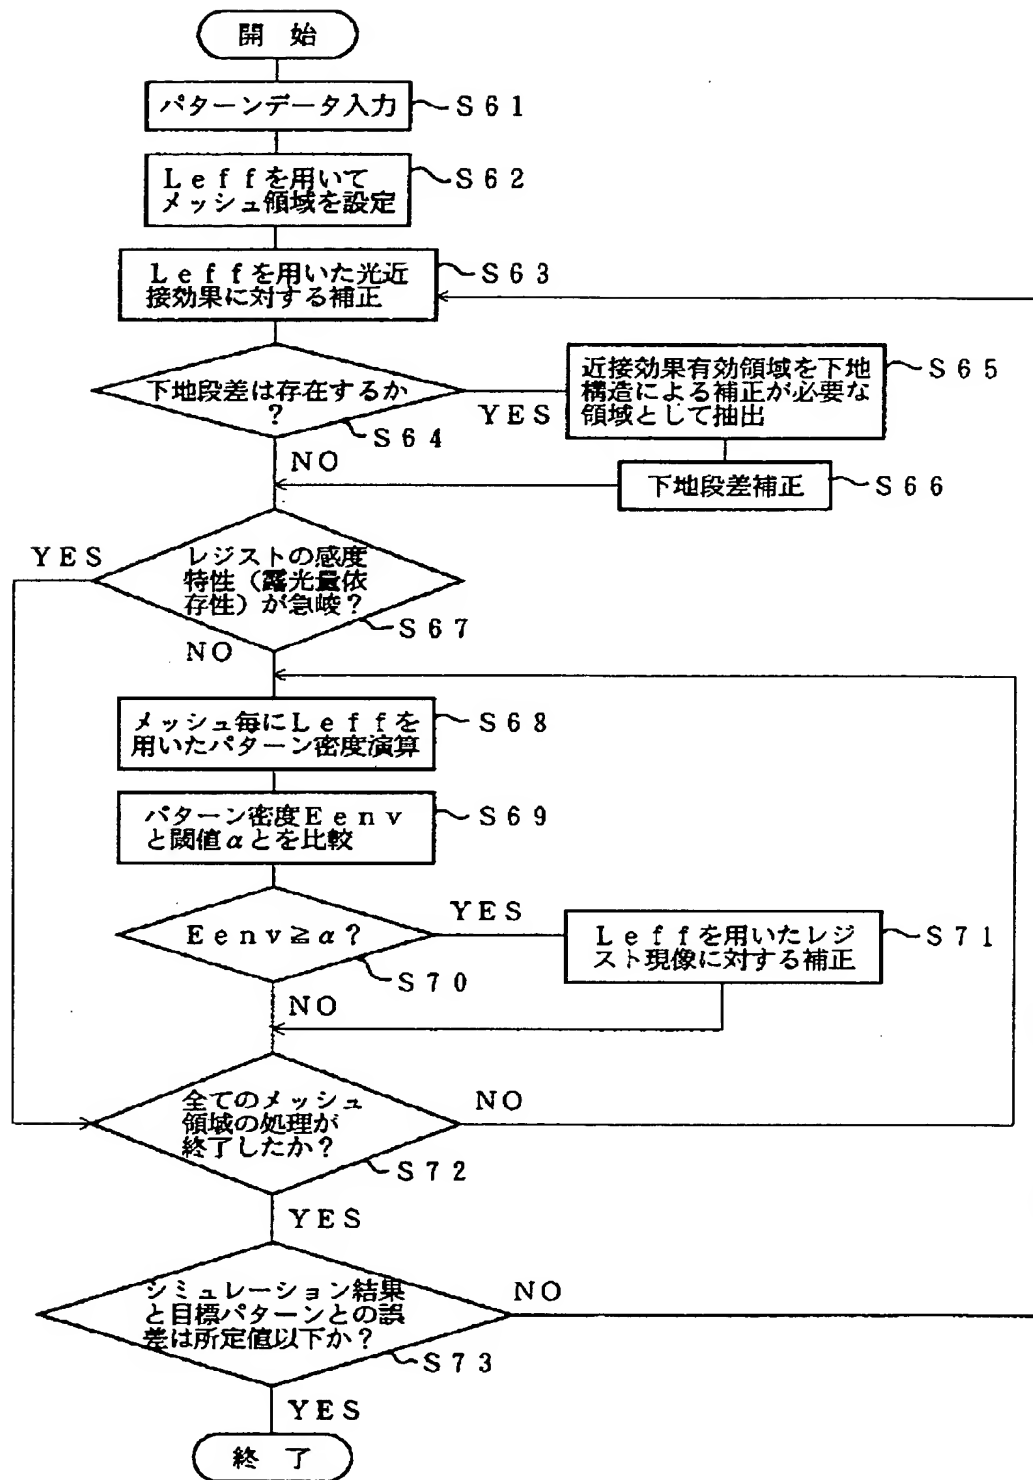 開 始
パターンデータ入力
S61
Leffを用いて
メッシュ領域を設定
S62
Leffを用いた光近
接効果に対する補正
S63
下地段差は存在するか
?
S64
YES
NO
近接効果有効領域を下地
構造による補正が必要な
領域として抽出
S65
下地段差補正
S66
レジストの感度
特性(露光量依
存性)が急峻?
S67
YES
NO
メッシュ毎にLeffを
用いたパターン密度演算
S68
パターン密度Eenv
と閾値αとを比較
S69
Eenv≧α?
S70
YES
NO
Leffを用いたレジ
スト現像に対する補正
S71
全てのメッシュ
領域の処理が
終了したか?
S72
NO
YES
シミュレーション結果
と目標パターンとの誤
差は所定値以下か?
S73
NO
YES
終 了